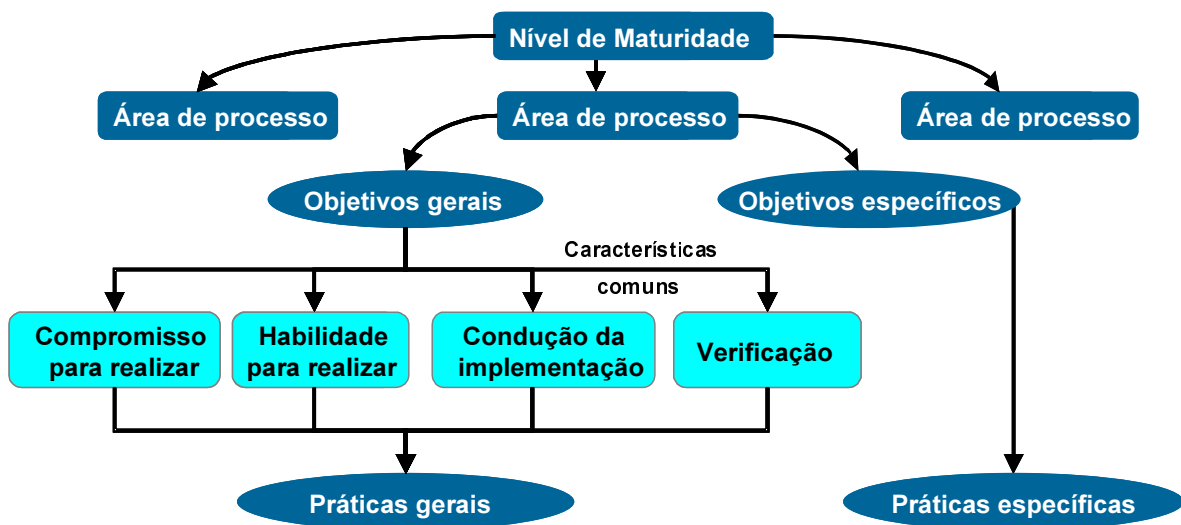 Nível de Maturidade
Área de processo
Área de processo
Área de processo
Objetivos gerais
Objetivos específicos
Características
comuns
Compromisso
para realizar
Habilidade
para realizar
Condução da
implementação
Verificação
Práticas gerais
Práticas específicas